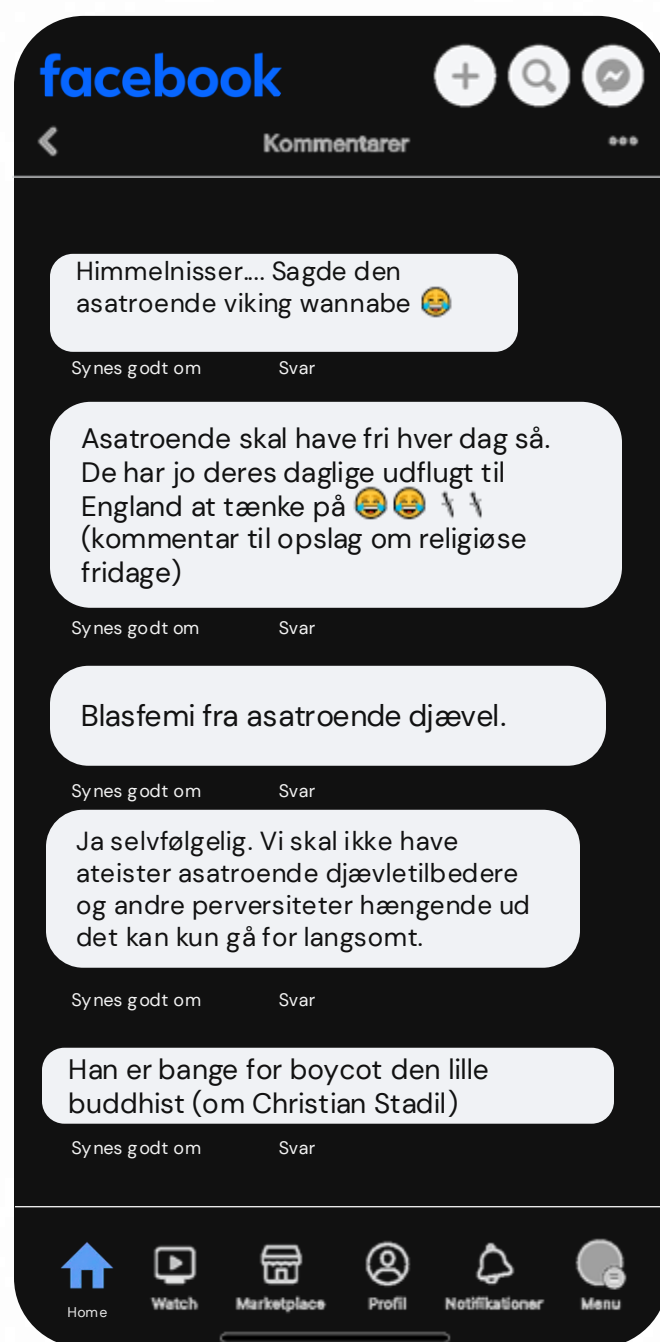 facebook
Kommentarer
Himmelnisser.... Sagde den
asatroende viking wannabe 😂
Synes godt om Svar
Asatroende skal have fri hver dag så.
De har jo deres daglige udflugt til
England at tænke på 😂😂
(kommentar til opslag om religiøse
fridage)
Synes godt om Svar
Blasfemi fra asatroende djævel.
Synes godt om Svar
Ja selvfølgelig. Vi skal ikke have
ateister asatroende djævletilbedere
og andre perversiteter hængende ud
det kan kun gå for langsomt.
Synes godt om Svar
Han er bange for boycot den lille
buddhist (om Christian Stadil)
Synes godt om Svar
Home Watch Marketplace Profil Notifikationer Menu